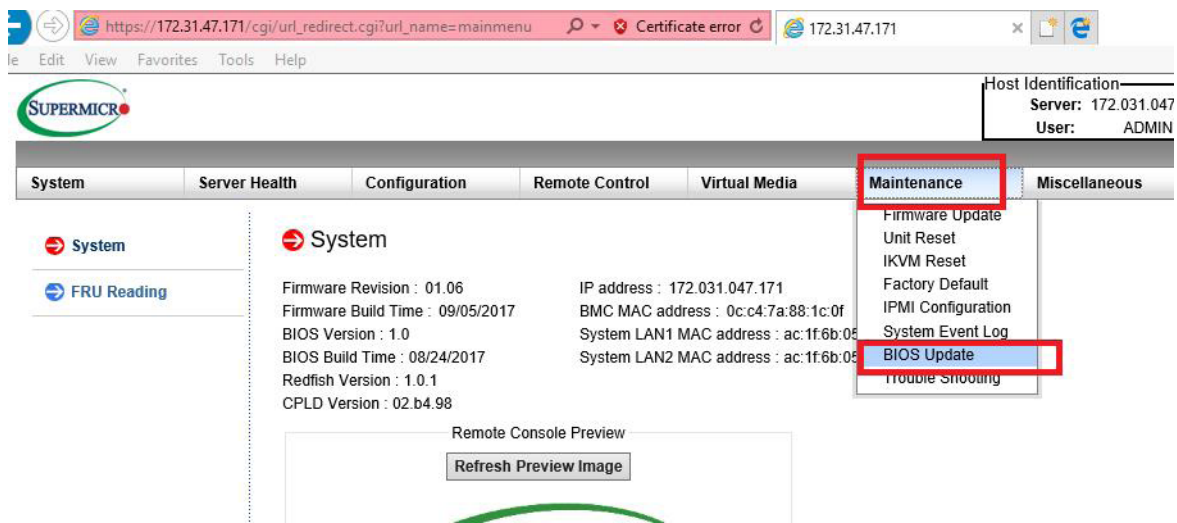 https://172.31.47.171/cgi/url_redirect.cgi?url_name=mainmenu Certificate error 172.31.47.171
Edit View Favorites Tools Help
SUPERMICR
Host Identification
Server: 172.031.047
User: ADMIN
System Server Health Configuration Remote Control Virtual Media Maintenance Miscellaneous
Firmware Update
Unit Reset
IKVM Reset
Factory Default
IPMI Configuration
System Event Log
BIOS Update
Trouble Shooting
System
FRU Reading
System
Firmware Revision : 01.06
Firmware Build Time : 09/05/2017
BIOS Version : 1.0
BIOS Build Time : 08/24/2017
Redfish Version : 1.0.1
CPLD Version : 02.b4.98
IP address : 172.031.047.171
BMC MAC address : 0c:c4:7a:88:1c:0f
System LAN1 MAC address : ac:1f:6b:05
System LAN2 MAC address : ac:1f:6b:05
Remote Console Preview
Refresh Preview Image